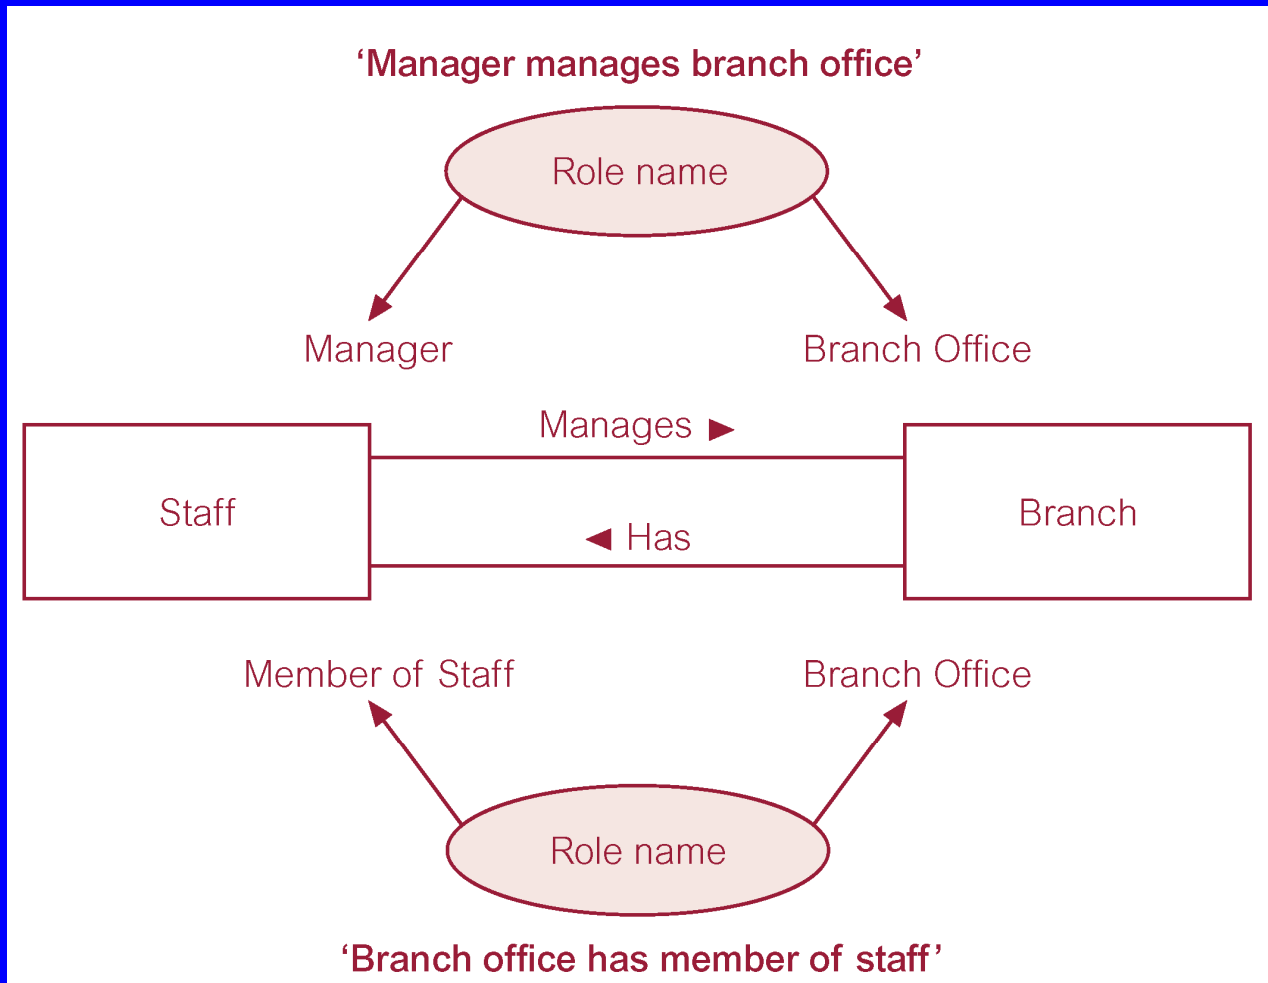 ‘Manager manages branch office’
Role name
Manager
Branch Office
Manages ►
Staff
Branch
◄ Has
Member of Staff
Branch Office
Role name
‘Branch office has member of staff’